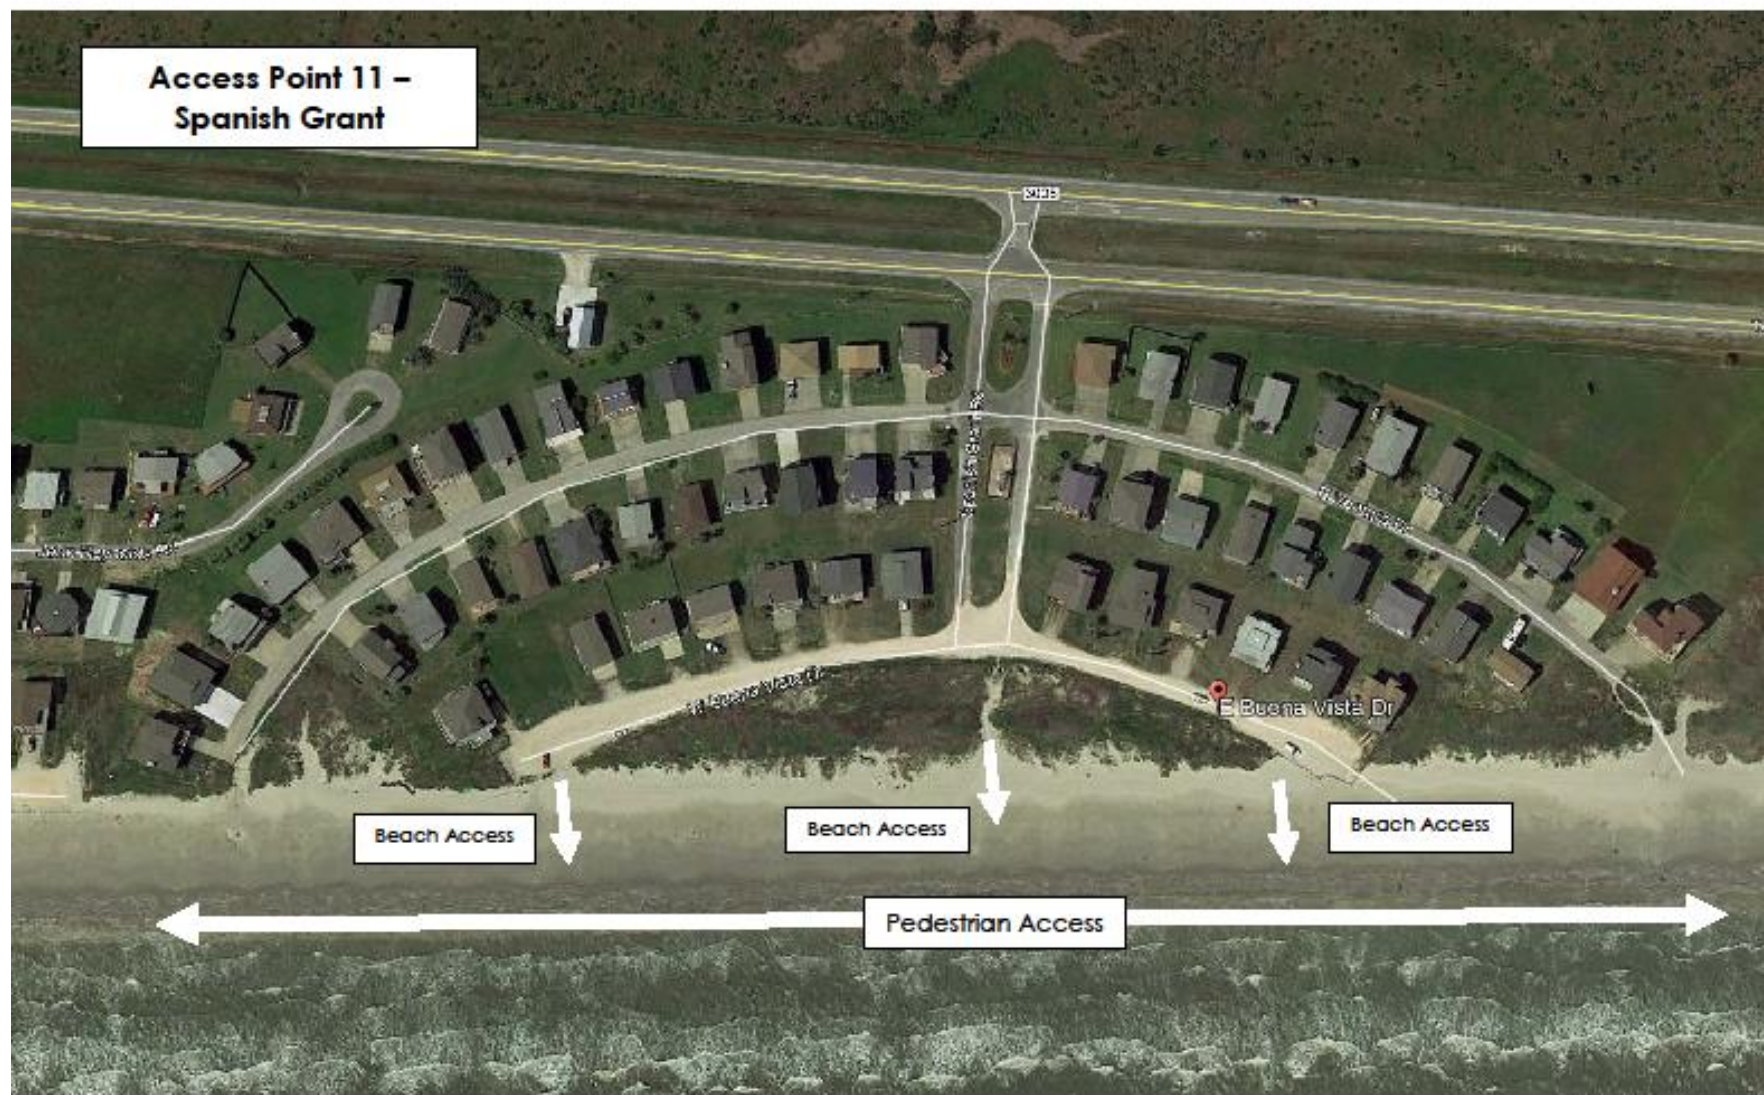 Access Point 11 –
Spanish Grant
E Buena Vista Dr
Beach Access
Beach Access
Beach Access
Pedestrian Access